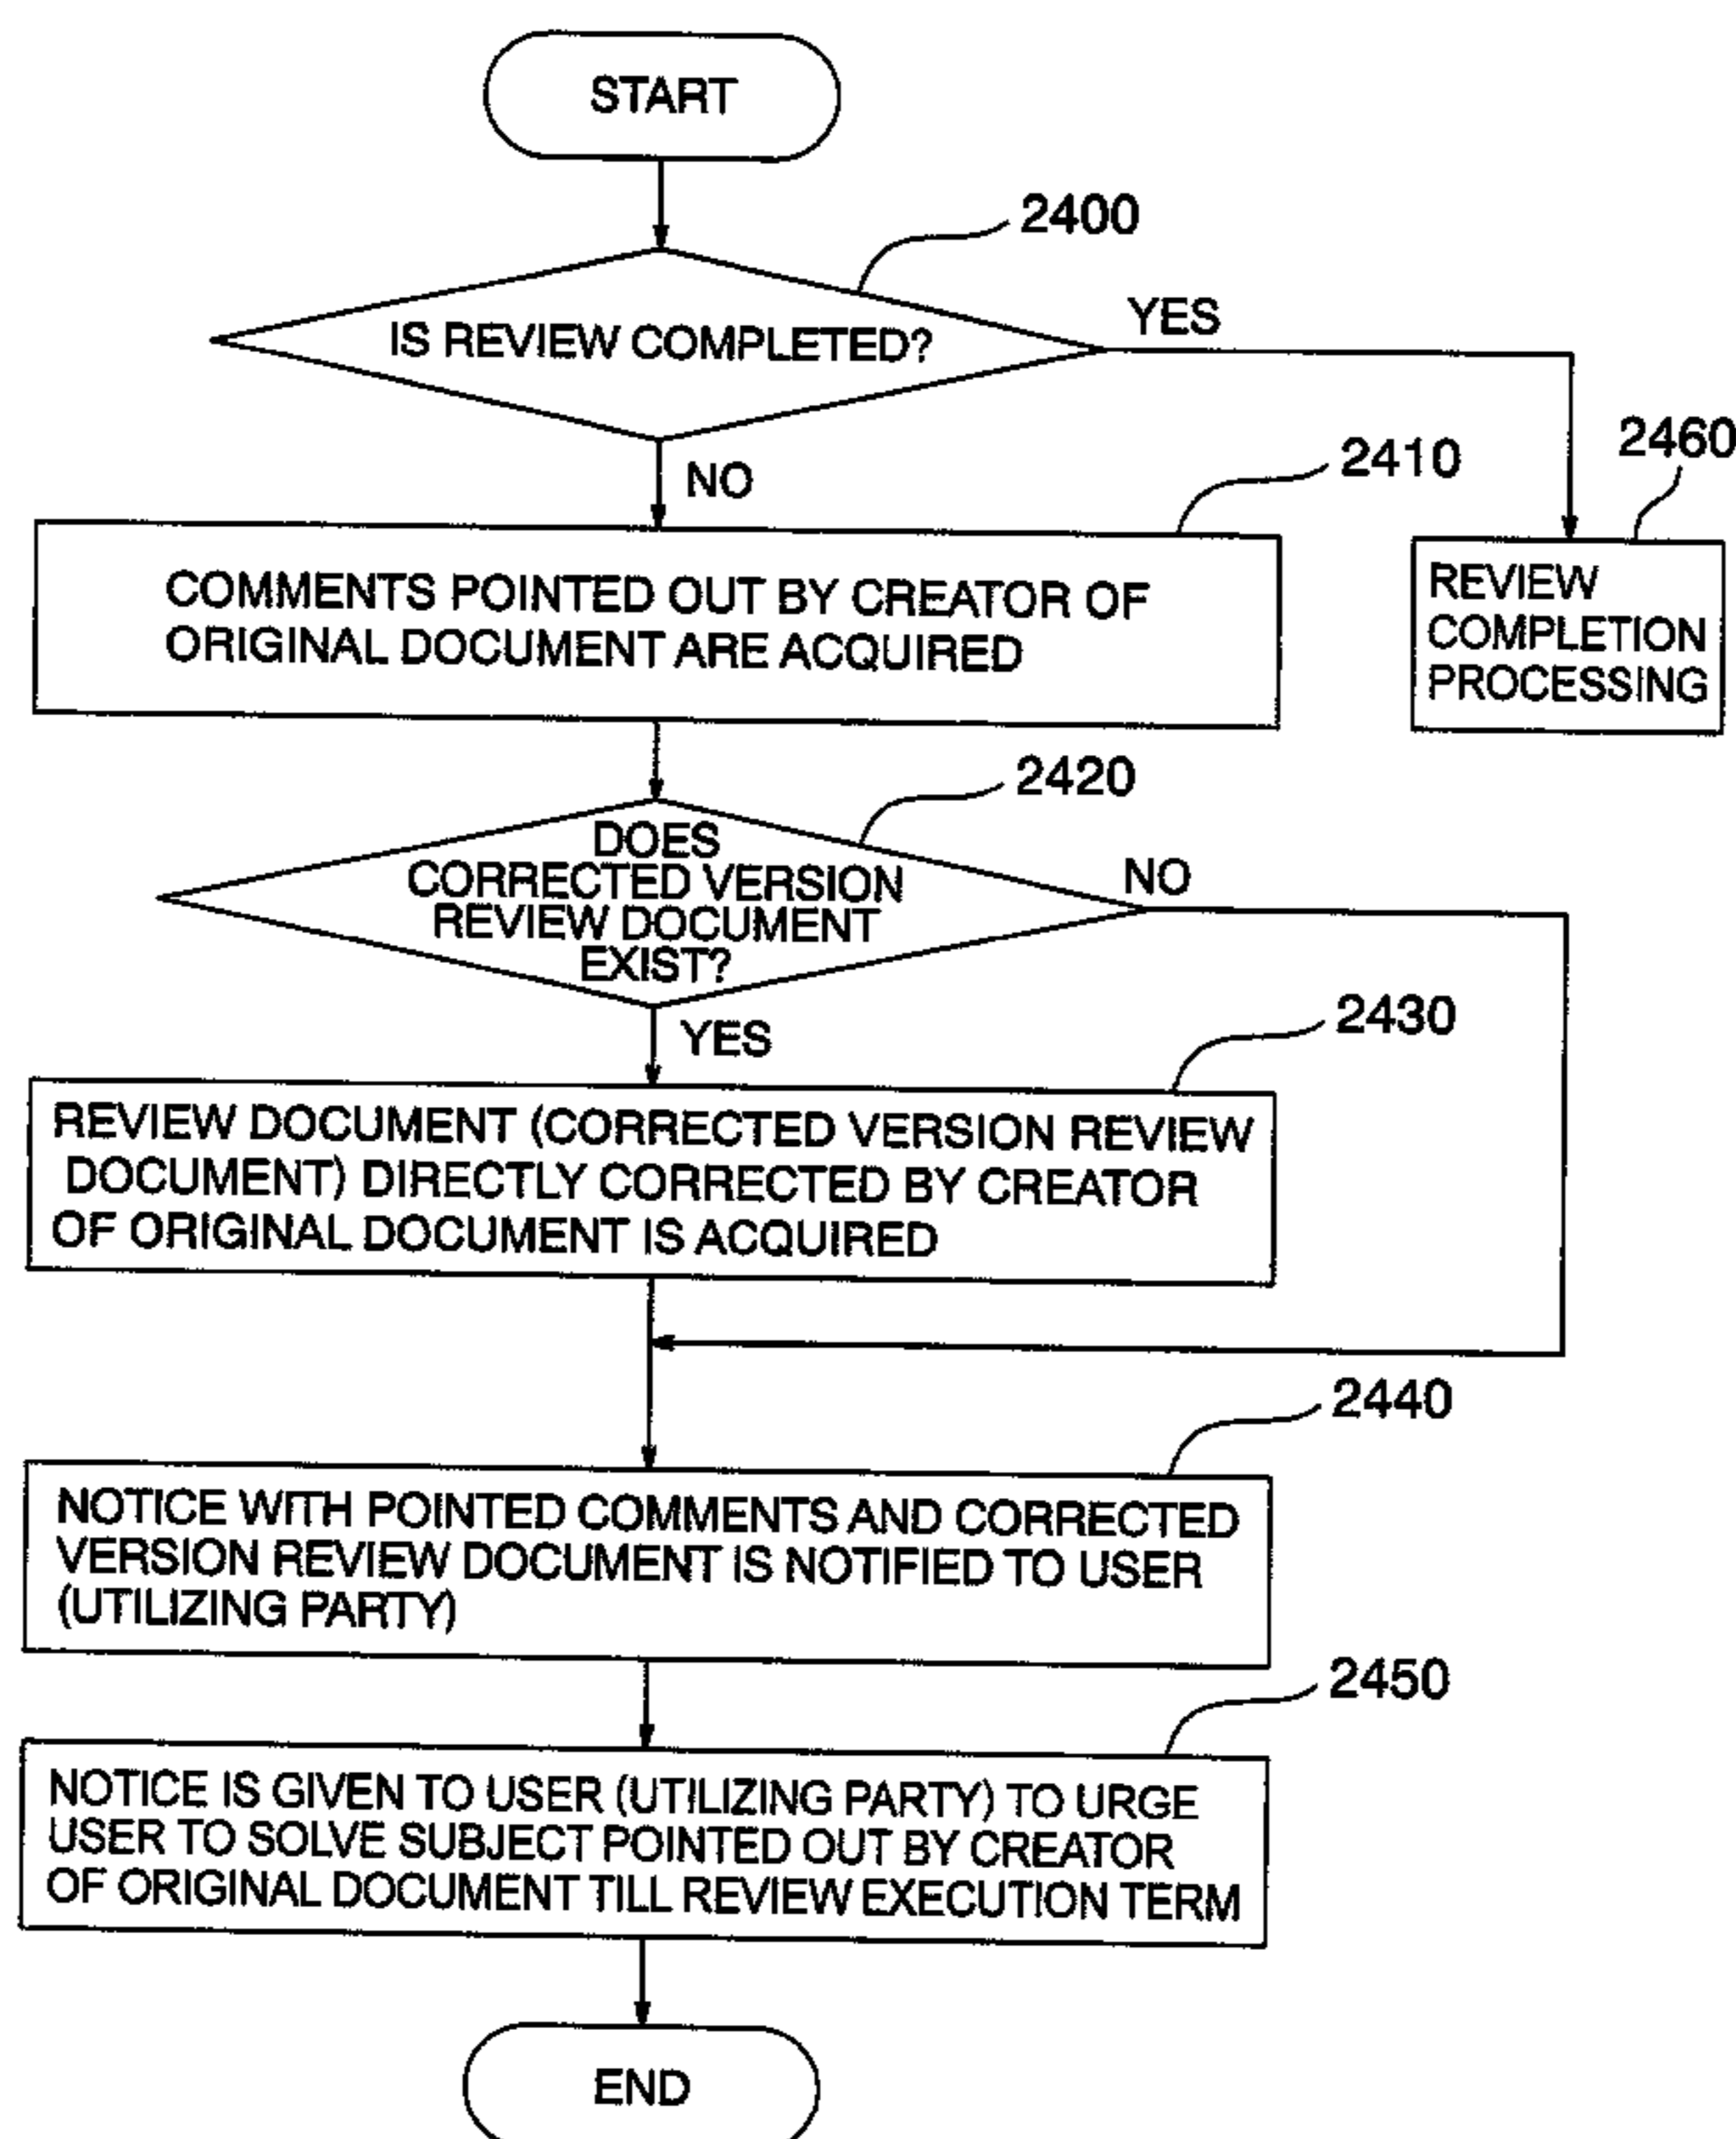 START
2400
IS REVIEW COMPLETED?
YES
NO
2410
2460
COMMENTS POINTED OUT BY CREATOR OF
ORIGINAL DOCUMENT ARE ACQUIRED
REVIEW
COMPLETION
PROCESSING
2420
DOES
CORRECTED VERSION
REVIEW DOCUMENT
EXIST?
NO
YES
2430
REVIEW DOCUMENT (CORRECTED VERSION REVIEW
DOCUMENT) DIRECTLY CORRECTED BY CREATOR
OF ORIGINAL DOCUMENT IS ACQUIRED
2440
NOTICE WITH POINTED COMMENTS AND CORRECTED
VERSION REVIEW DOCUMENT IS NOTIFIED TO USER
(UTILIZING PARTY)
2450
NOTICE IS GIVEN TO USER (UTILIZING PARTY) TO URGE
USER TO SOLVE SUBJECT POINTED OUT BY CREATOR
OF ORIGINAL DOCUMENT TILL REVIEW EXECUTION TERM
END